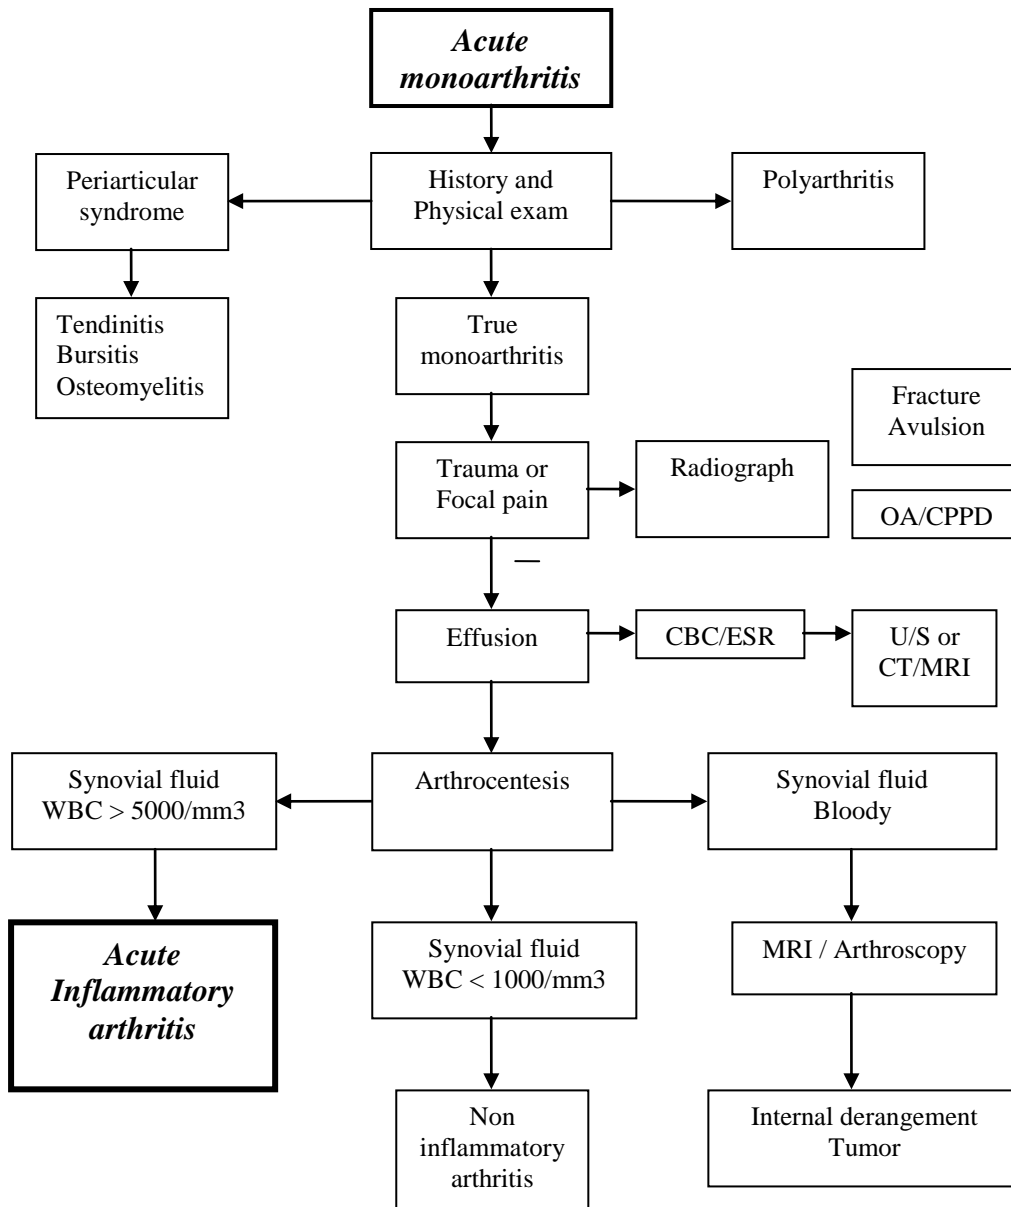 Acute
monoarthritis
Periarticular
syndrome
History and
Physical exam
Polyarthritis
Tendinitis
Bursitis
Osteomyelitis
True
monoarthritis
Fracture
Avulsion
Trauma or
Focal pain
Radiograph
OA/CPPD
—
Effusion
CBC/ESR
U/S or
CT/MRI
Synovial fluid
WBC > 5000/mm3
Arthrocentesis
Synovial fluid
Bloody
Acute
Inflammatory
arthritis
Synovial fluid
WBC < 1000/mm3
MRI / Arthroscopy
Non
inflammatory
arthritis
Internal derangement
Tumor